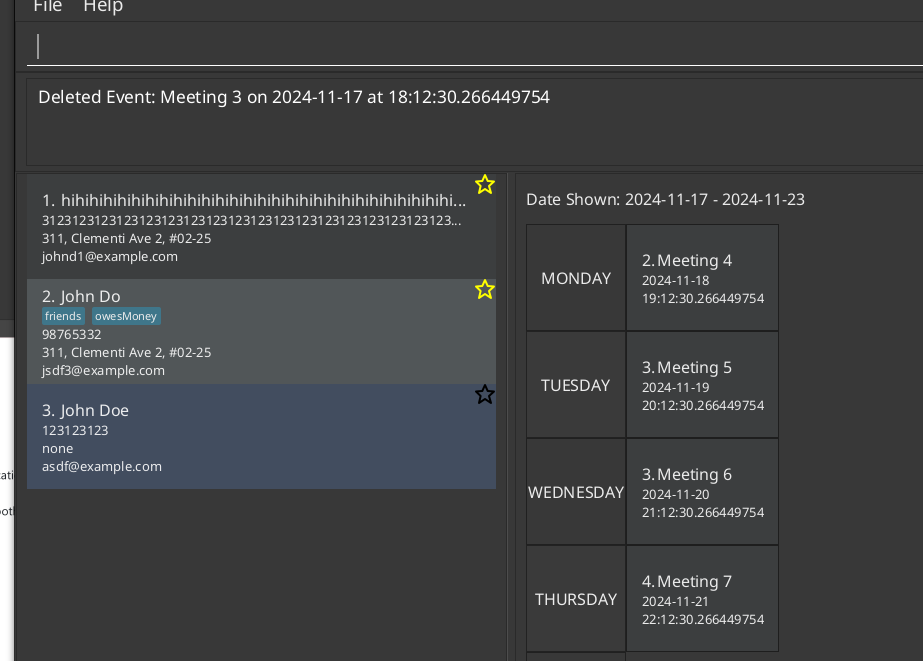 File Help
Deleted Event: Meeting 3 on 2024-11-17 at 18:12:30.266449754
1. hihihihihihihihihihihihihihihihihihihihihihihihihihihihi...
3123123123123123123123123123123123123123123123123123123123...
311, Clementi Ave 2, #02-25
johnd1@example.com
2. John Do
friends owesMoney
98765332
311, Clementi Ave 2, #02-25
jsdf3@example.com
3. John Doe
123123123
none
asdf@example.com
Date Shown: 2024-11-17 - 2024-11-23
MONDAY
2. Meeting 4
2024-11-18
19:12:30.266449754
TUESDAY
3. Meeting 5
2024-11-19
20:12:30.266449754
WEDNESDAY
3. Meeting 6
2024-11-20
21:12:30.266449754
THURSDAY
4. Meeting 7
2024-11-21
22:12:30.266449754